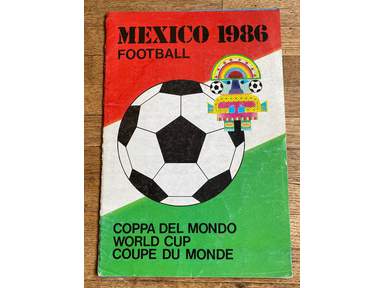 MEXICO 1986
FOOTBALL
COPPA DEL MONDO
WORLD CUP
COUPE DU MONDE